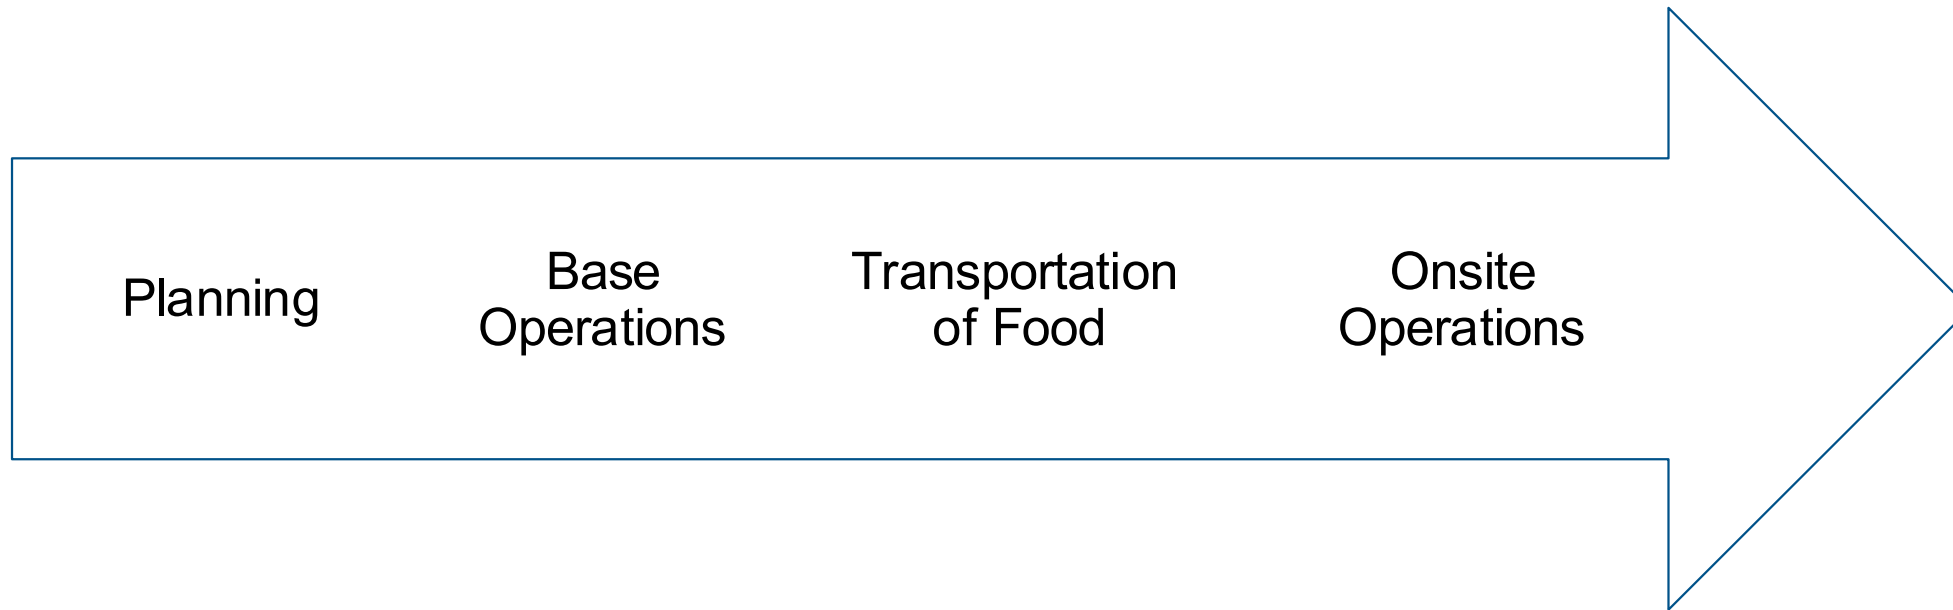 Planning
Base
Operations
Transportation
of Food
Onsite
Operations